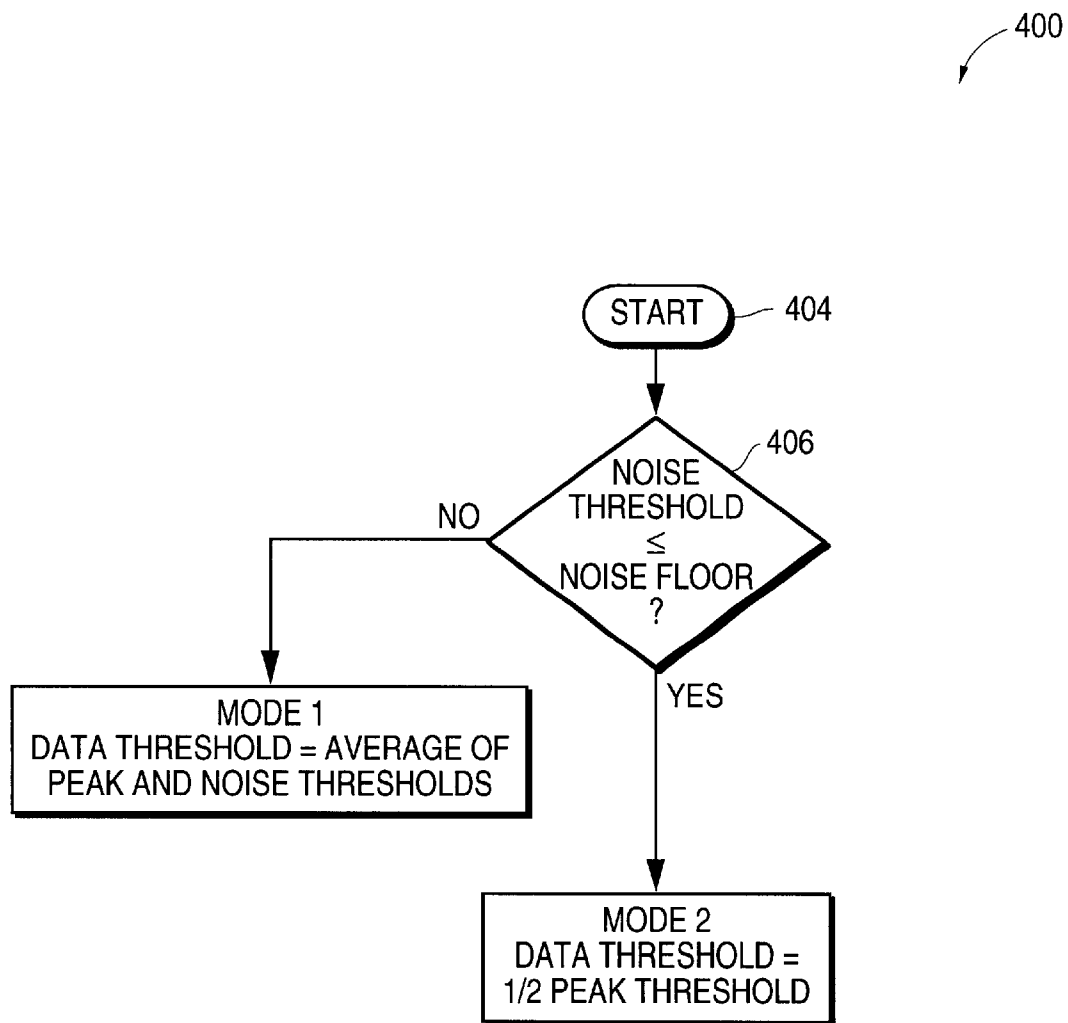 400
START
404
406
NOISE
THRESHOLD
≤
NOISE FLOOR
?
NO
YES
MODE 1
DATA THRESHOLD = AVERAGE OF
PEAK AND NOISE THRESHOLDS
MODE 2
DATA THRESHOLD =
1/2 PEAK THRESHOLD